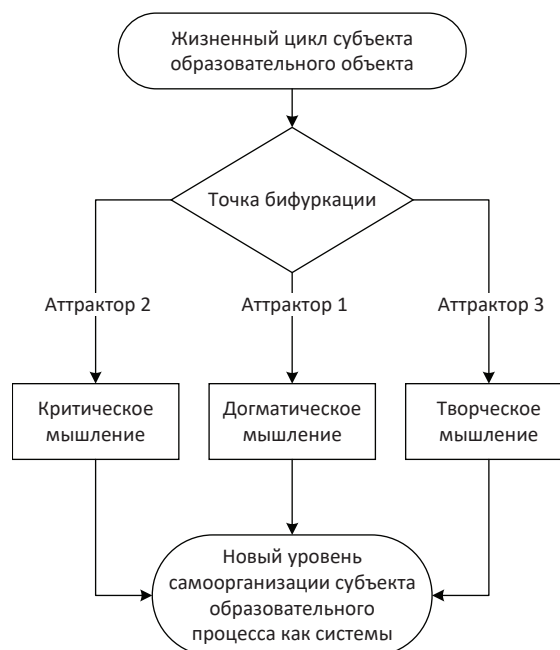 Жизненный цикл субъекта
образовательного объекта
Точка бифуркации
Аттрактор 2
Аттрактор 1
Аттрактор 3
Критическое
мышление
Догматическое
мышление
Творческое
мышление
Новый уровень
самоорганизации субъекта
образовательного
процесса как системы